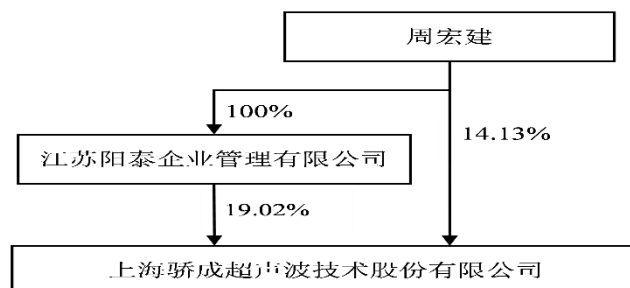 周宏建
100%
14.13%
江苏阳泰企业管理有限公司
19.02%
上海骄成超声波技术股份有限公司